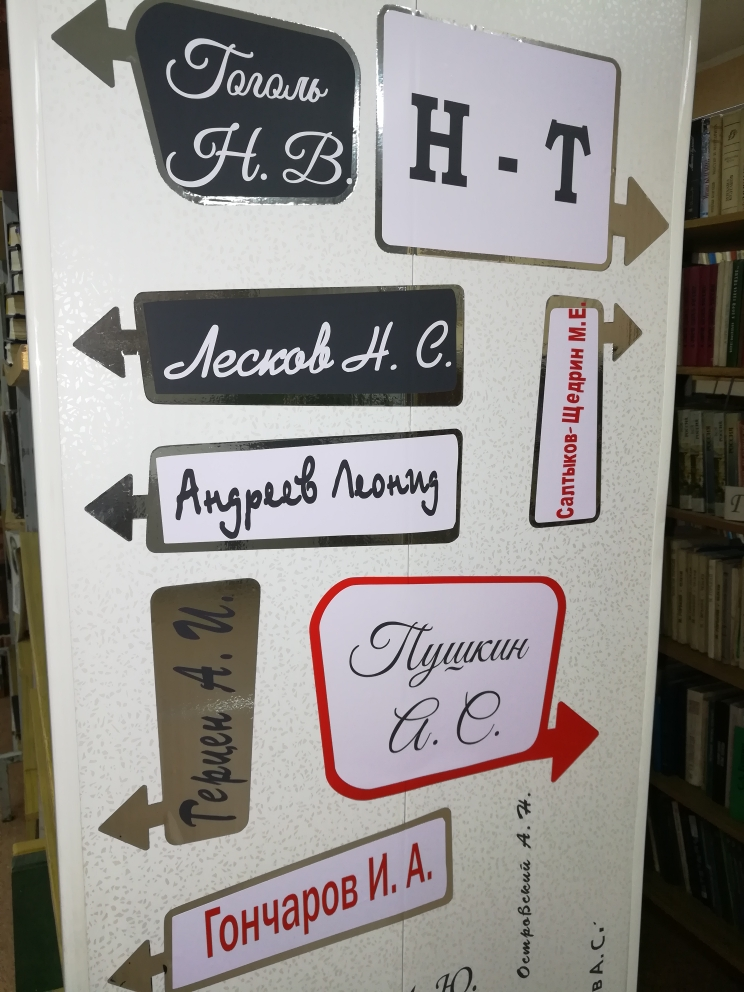 Гоголь
Н. В.
Н - Т
Лесков Н. С.
Салтыков-Щедрин М. Е.
Андреев Леонид
Герцен А. И.
Пушкин
А. С.
Гончаров И. А.
Островский А. Н.
Ю.
В А. С.